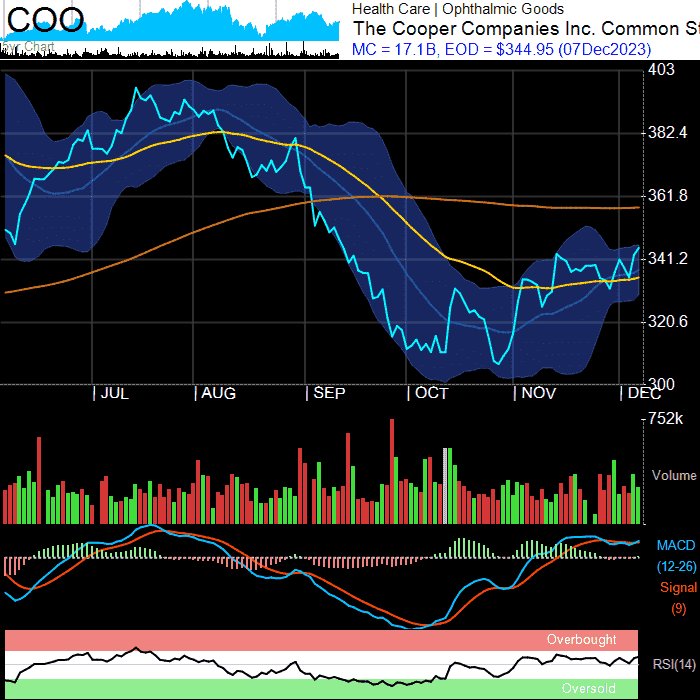 COO
Health Care | Ophthalmic Goods
The Cooper Companies Inc. Common St
MC = 17.1B, EOD = $344.95 (07Dec2023)
403
382.4
361.8
341.2
320.6
300
JUL
AUG
SEP
OCT
NOV
DEC
752k
Volume
MACD
(12-26)
Signal
(9)
Overbought
RSI(14)
Oversold